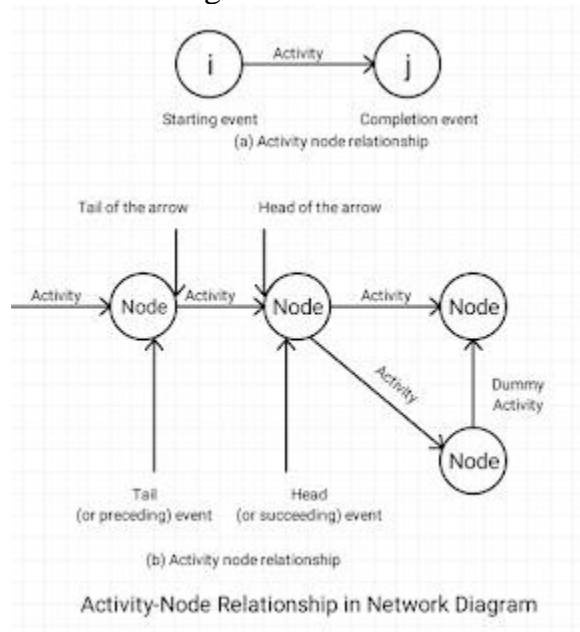 Activity
i
j
Starting event
Completion event
(a) Activity node relationship
Tail of the arrow
Head of the arrow
Activity
Node
Activity
Node
Activity
Node
Activity
Dummy
Activity
Node
Tail
(or preceding) event
Head
(or succeeding) event
(b) Activity node relationship
Activity-Node Relationship in Network Diagram